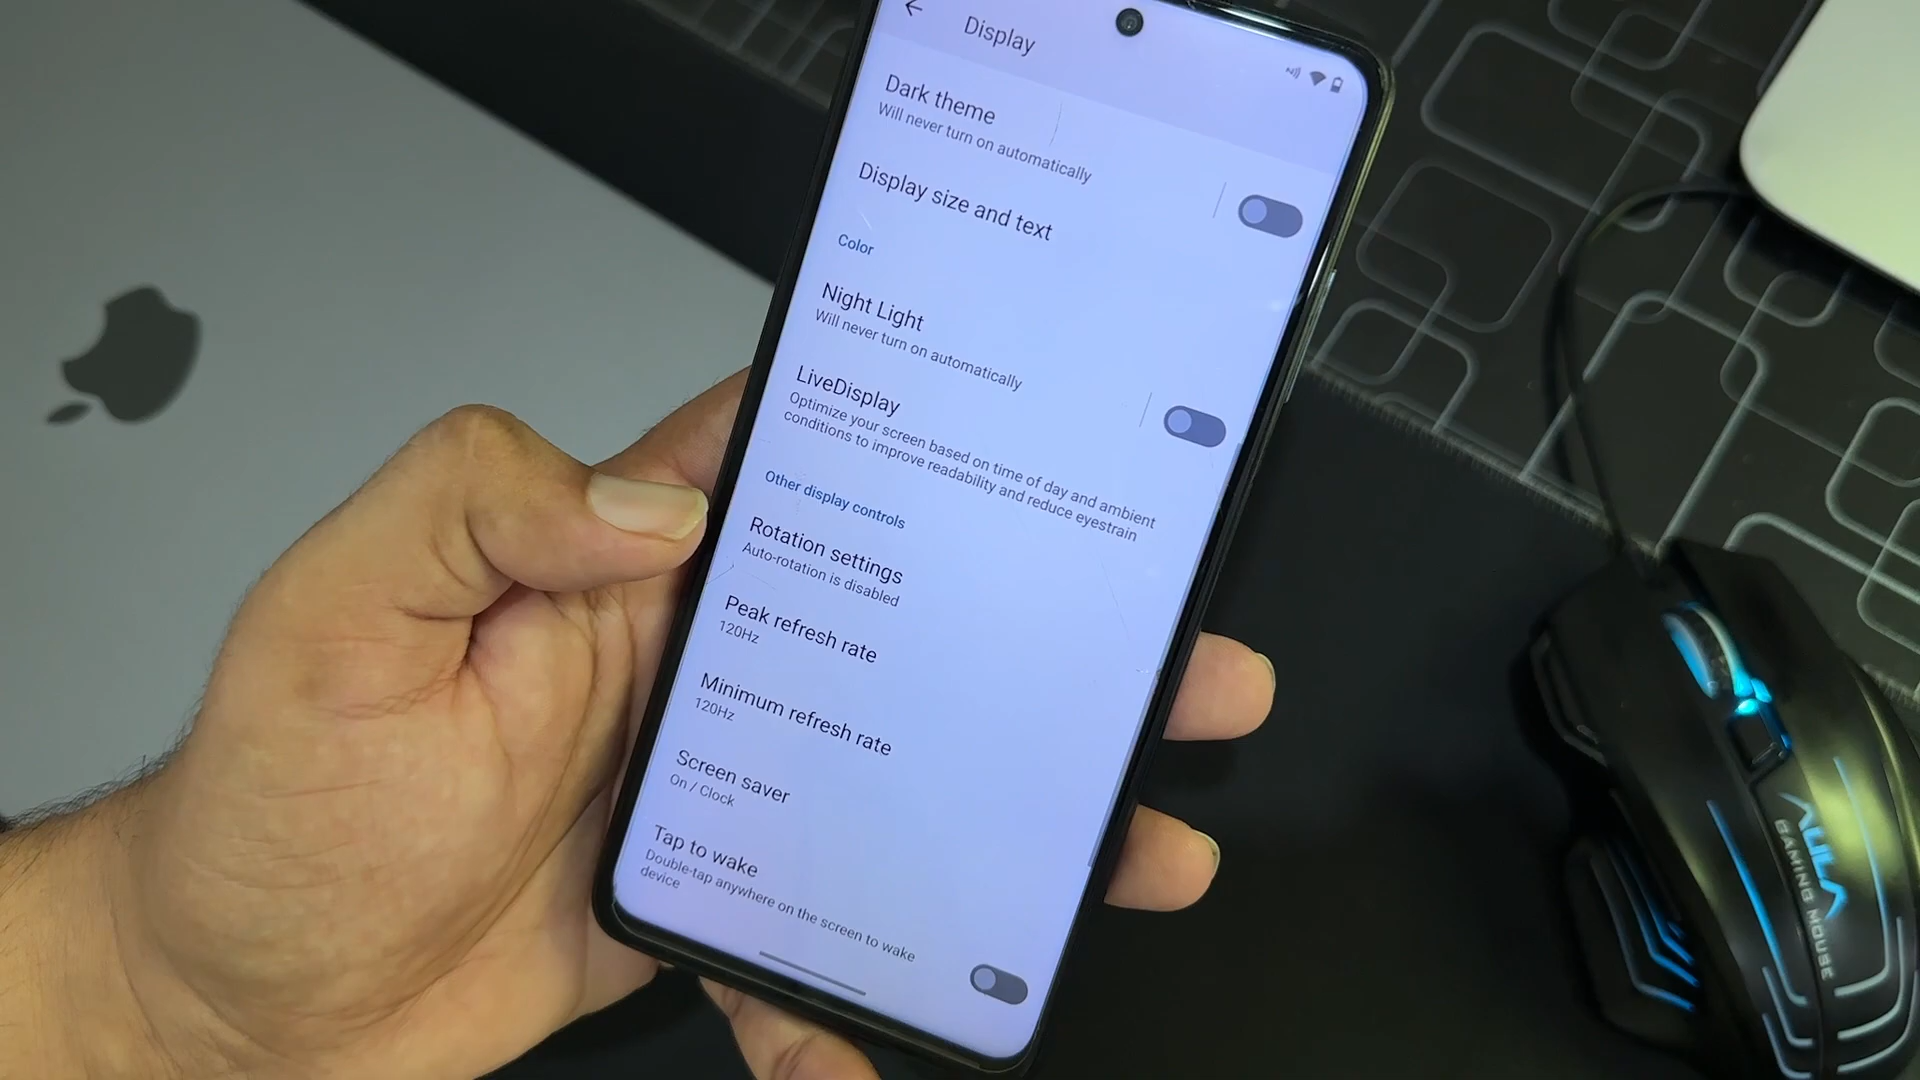 Display
Dark theme
Will never turn on automatically
Display size and text
Color
Night Light
Will never turn on automatically
LiveDisplay
Optimize your screen based on time of day and ambient
conditions to improve readability and reduce eyestrain
Other display controls
Rotation settings
Auto-rotation is disabled
Peak refresh rate
120Hz
Minimum refresh rate
120Hz
Screen saver
On / Clock
Tap to wake
Double-tap anywhere on the screen to wake
device
AULA
GAMING MOUSE